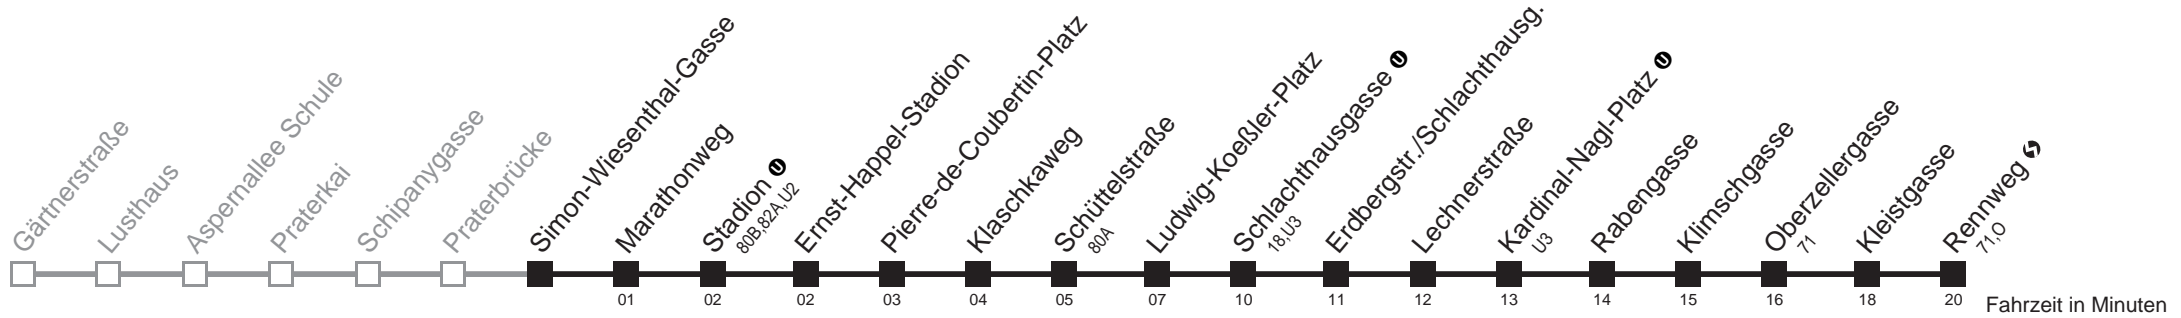 Gärtnerstraße
Lusthaus
Aspernallee Schule
Praterkai
Schipanygasse
Praterbrücke
Simon-Wiesenthal-Gasse
Marathonweg
Stadion U
80B,82A,U2
Ernst-Happel-Stadion
Pierre-de-Coubertin-Platz
Klaschkaweg
Schüttelstraße
80A
Ludwig-Koeßler-Platz
Schlachthausgasse U
18,U3
Erdbergstr./Schlachthausg.
Lechnerstraße
Kardinal-Nagl-Platz U
U3
Rabengasse
Klimschgasse
Oberzellergasse
71
Kleistgasse
Rennweg
71,O
01 02 02 03 04 05 07 10 11 12 13 14 15 16 18 20 Fahrzeit in Minuten